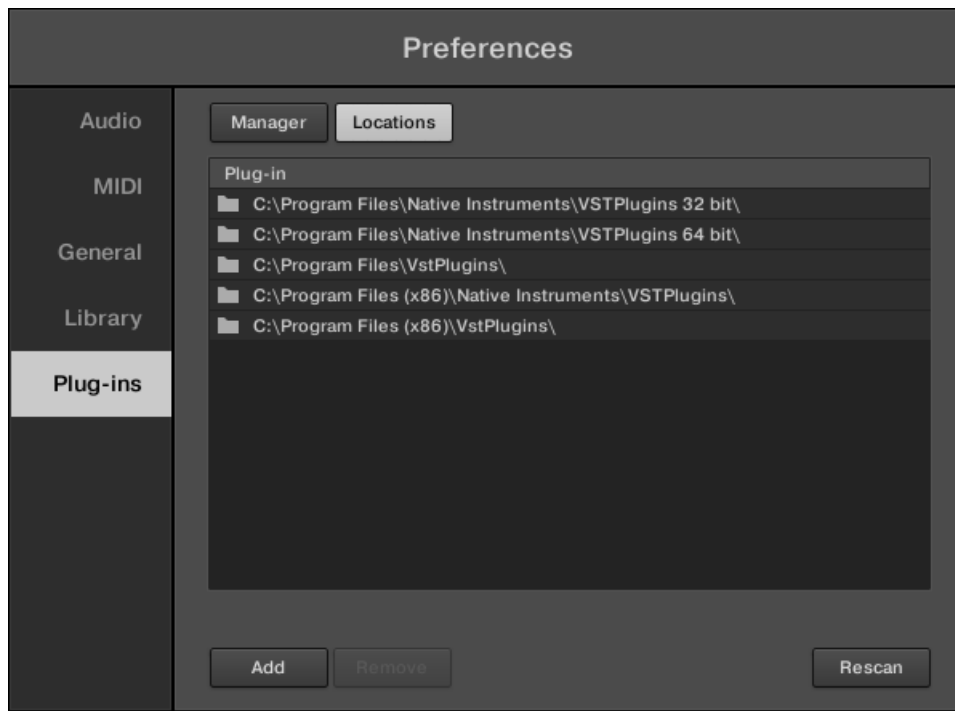 Preferences
Audio
MIDI
General
Library
Plug-ins
Manager Locations
Plug-in
C:\Program Files\Native Instruments\VSTPlugins 32 bit\
C:\Program Files\Native Instruments\VSTPlugins 64 bit\
C:\Program Files\VstPlugins\
C:\Program Files (x86)\Native Instruments\VSTPlugins\
C:\Program Files (x86)\VstPlugins\
Add Remove Rescan